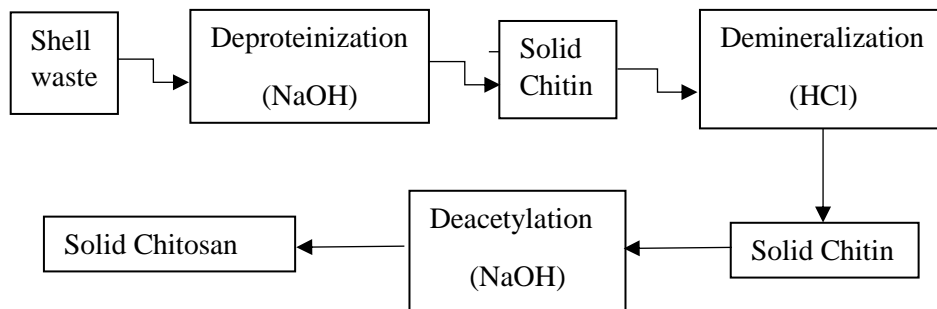 Shell
waste
Deproteinization
(NaOH)
Solid
Chitin
Demineralization
(HCl)
Solid Chitin
Deacetylation
(NaOH)
Solid Chitosan